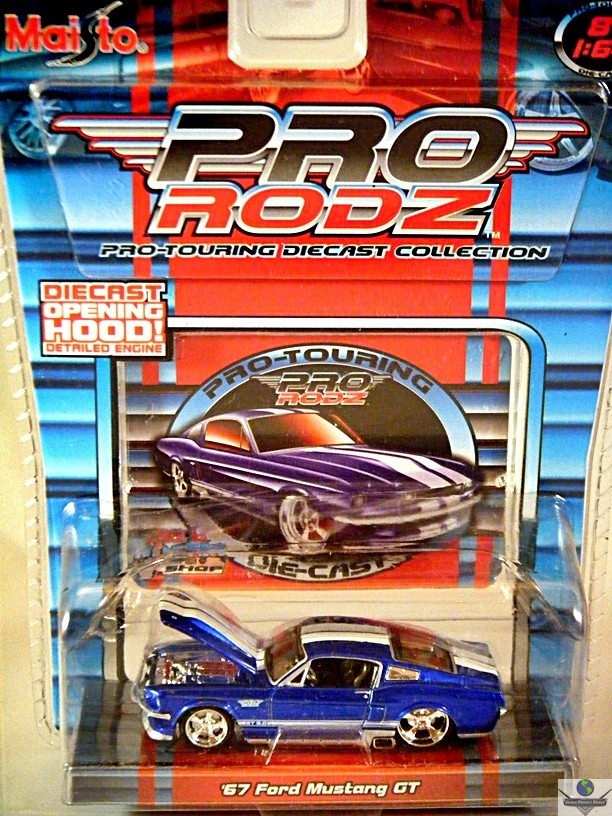 Maisto
PRO
RODZ™
PRO-TOURING DIECAST COLLECTION
DIECAST
OPENING
HOOD!
DETAILED ENGINE
PRO-TOURING
PRO
RODZ
DIE-CAST
'67 Ford Mustang GT